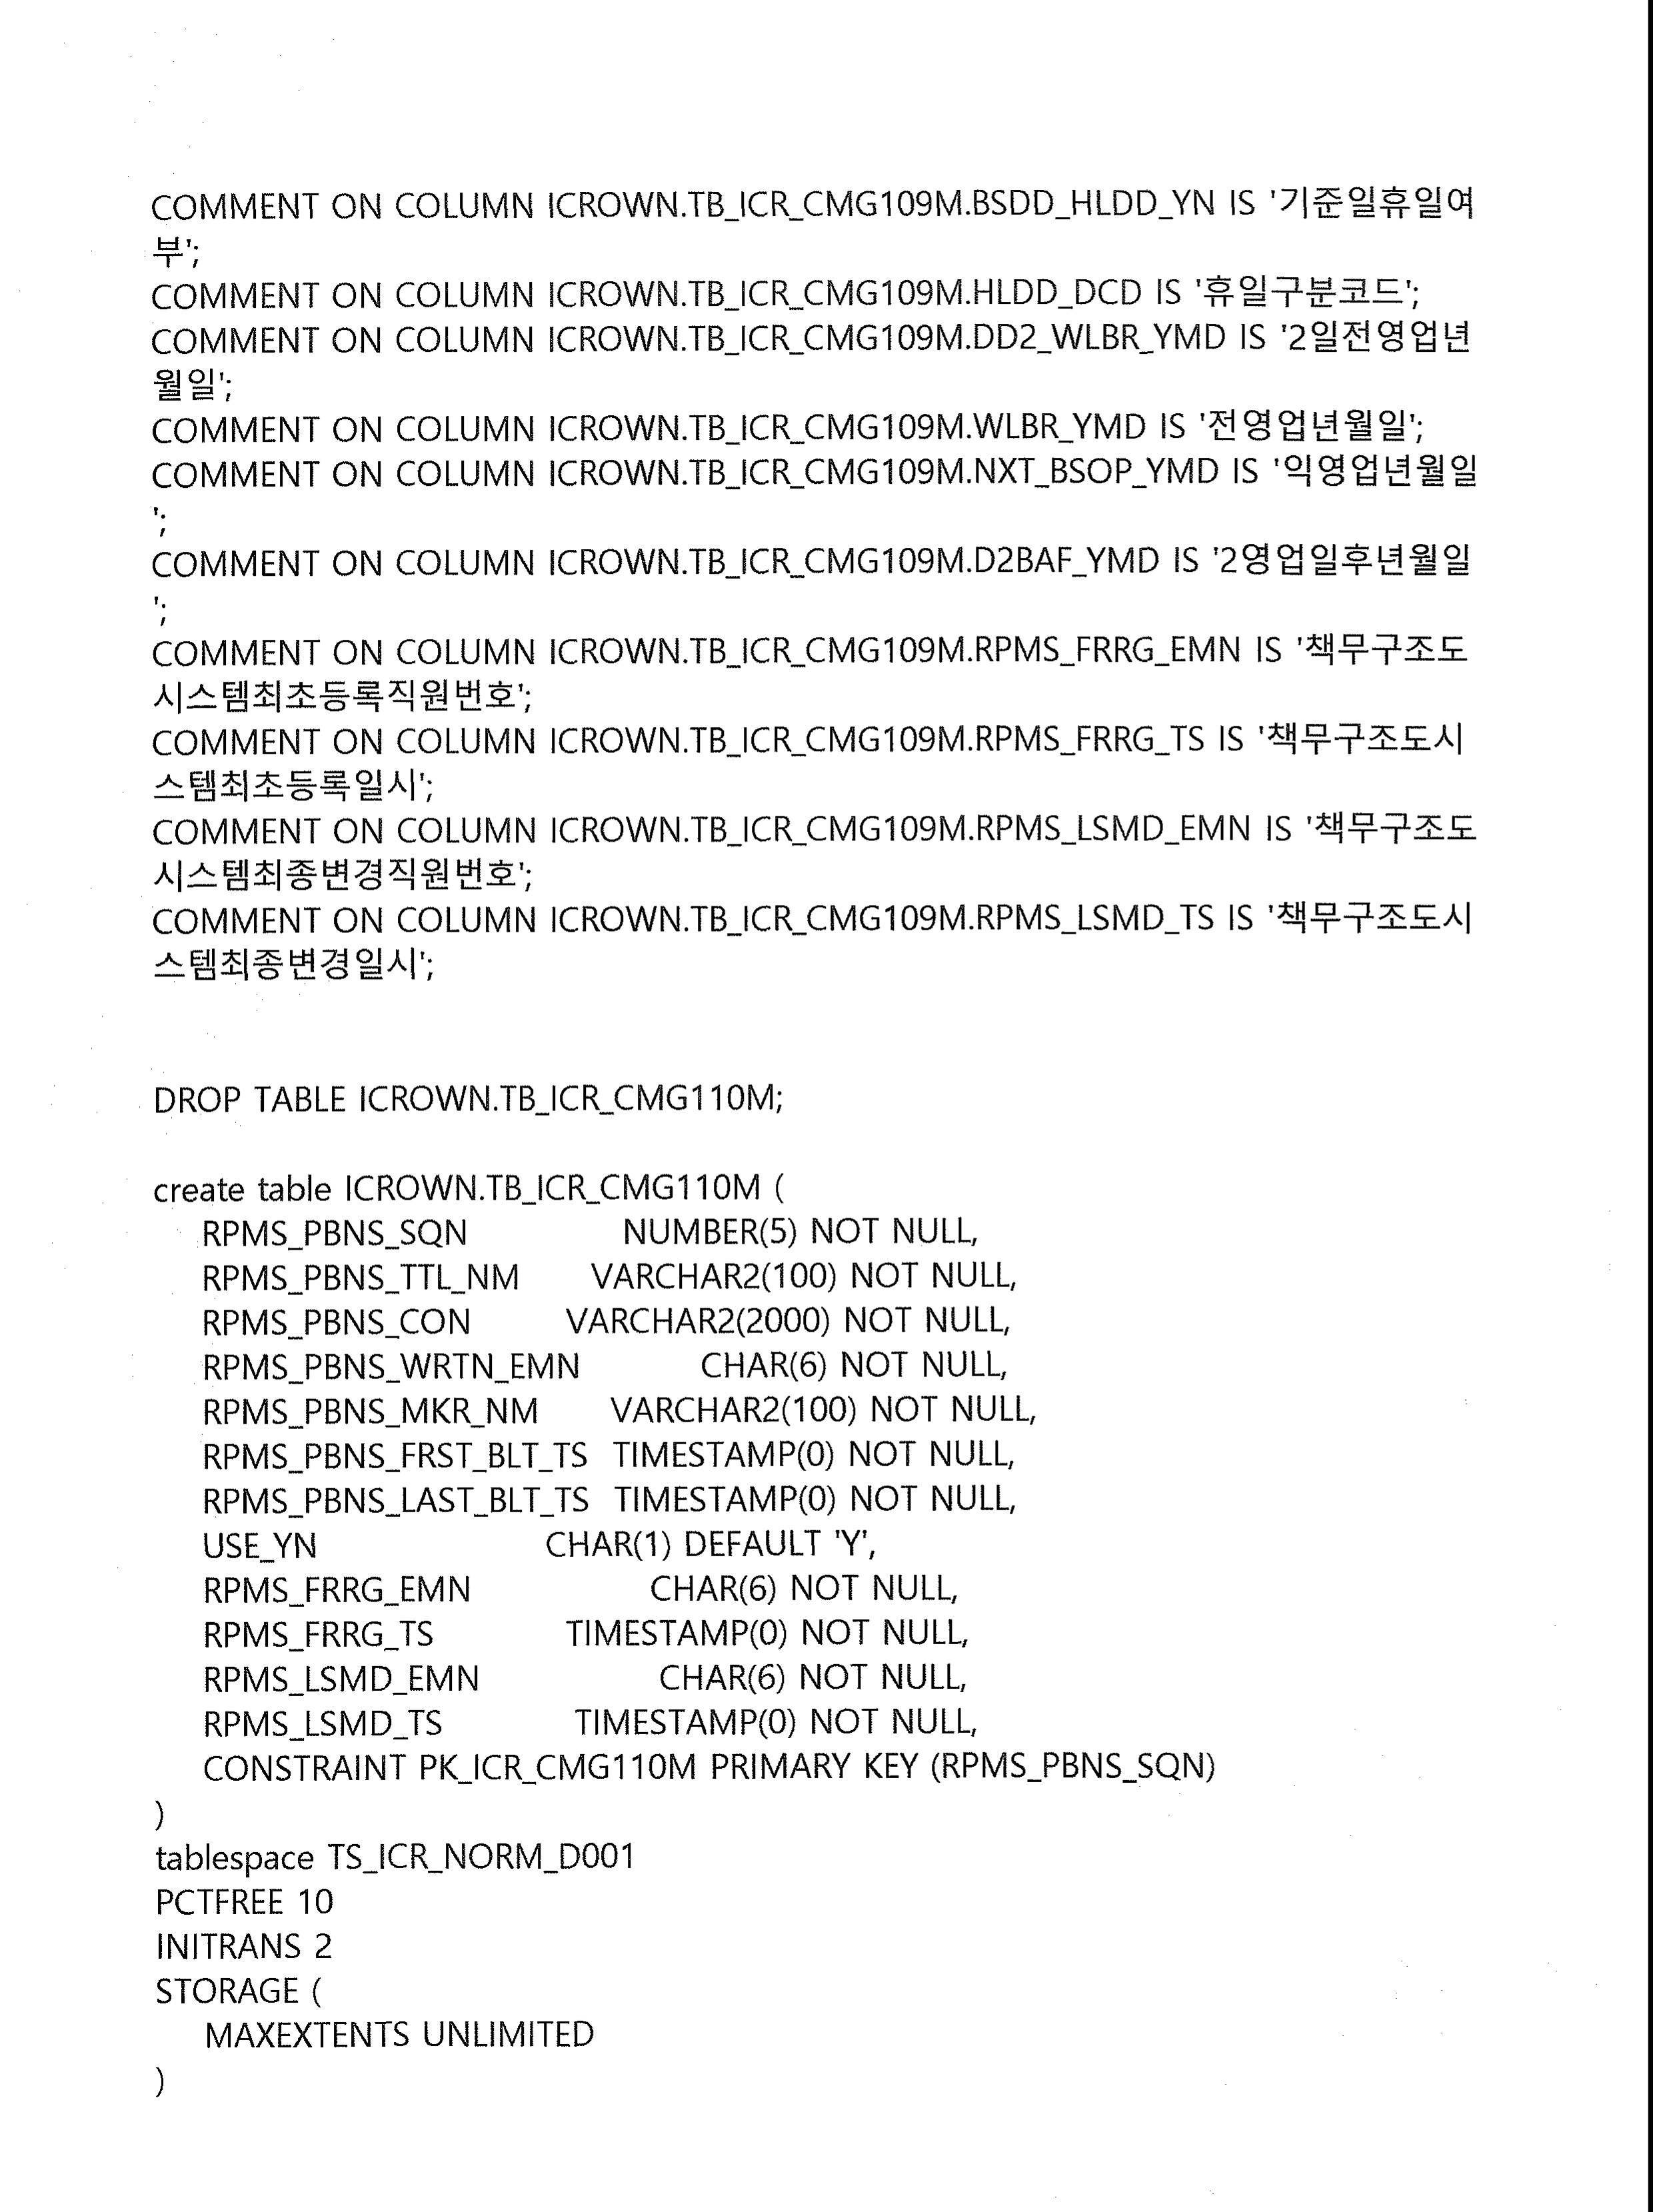 COMMENT ON COLUMN ICROWN.TB_ICR_CMG109M.BSDD_HLDD_YN IS '기준일휴일여
부';
COMMENT ON COLUMN ICROWN.TB_ICR_CMG109M.HLDD_DCD IS '휴일구분코드';
COMMENT ON COLUMN ICROWN.TB_ICR_CMG109M.DD2_WLBR_YMD IS '2일전영업년
월일';
COMMENT ON COLUMN ICROWN.TB_ICR_CMG109M.WLBR_YMD IS '전영업년월일';
COMMENT ON COLUMN ICROWN.TB_ICR_CMG109M.NXT_BSOP_YMD IS '익영업년월일
';
COMMENT ON COLUMN ICROWN.TB_ICR_CMG109M.D2BAF_YMD IS '2영업일후년월일
';
COMMENT ON COLUMN ICROWN.TB_ICR_CMG109M.RPMS_FRRG_EMN IS '책무구조도
시스템최초등록직원번호';
COMMENT ON COLUMN ICROWN.TB_ICR_CMG109M.RPMS_FRRG_TS IS '책무구조도시
스템최초등록일시';
COMMENT ON COLUMN ICROWN.TB_ICR_CMG109M.RPMS_LSMD_EMN IS '책무구조도
시스템최종변경직원번호';
COMMENT ON COLUMN ICROWN.TB_ICR_CMG109M.RPMS_LSMD_TS IS '책무구조도시
스템최종변경일시';
DROP TABLE ICROWN.TB_ICR_CMG110M;
create table ICROWN.TB_ICR_CMG110M (
RPMS_PBNS_SQN NUMBER(5) NOT NULL,
RPMS_PBNS_TTL_NM VARCHAR2(100) NOT NULL,
RPMS_PBNS_CON VARCHAR2(2000) NOT NULL,
RPMS_PBNS_WRTN_EMN CHAR(6) NOT NULL,
RPMS_PBNS_MKR_NM VARCHAR2(100) NOT NULL,
RPMS_PBNS_FRST_BLT_TS TIMESTAMP(0) NOT NULL,
RPMS_PBNS_LAST_BLT_TS TIMESTAMP(0) NOT NULL,
USE_YN CHAR(1) DEFAULT 'Y',
RPMS_FRRG_EMN CHAR(6) NOT NULL,
RPMS_FRRG_TS TIMESTAMP(0) NOT NULL,
RPMS_LSMD_EMN CHAR(6) NOT NULL,
RPMS_LSMD_TS TIMESTAMP(0) NOT NULL,
CONSTRAINT PK_ICR_CMG110M PRIMARY KEY (RPMS_PBNS_SQN)
)
tablespace TS_ICR_NORM_D001
PCTFREE 10
INITRANS 2
STORAGE (
MAXEXTENTS UNLIMITED
)